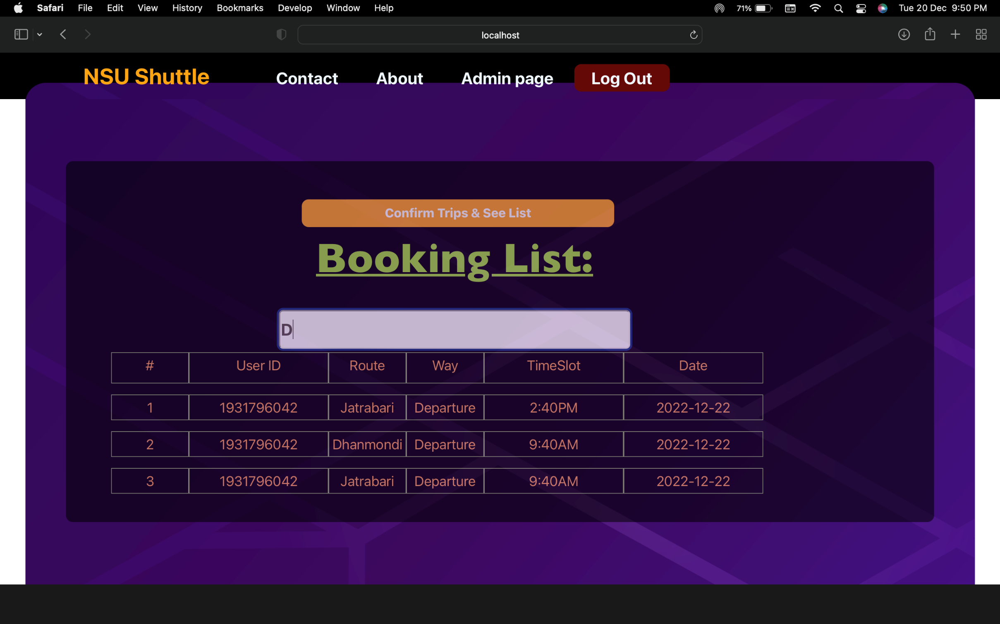 Safari File Edit View History Bookmarks Develop Window Help 71% Tue 20 Dec 9:50 PM
localhost
NSU Shuttle Contact About Admin page Log Out
Confirm Trips & See List
Booking List:
D
# User ID Route Way TimeSlot Date
1 1931796042 Jatrabari Departure 2:40PM 2022-12-22
2 1931796042 Dhanmondi Departure 9:40AM 2022-12-22
3 1931796042 Jatrabari Departure 9:40AM 2022-12-22